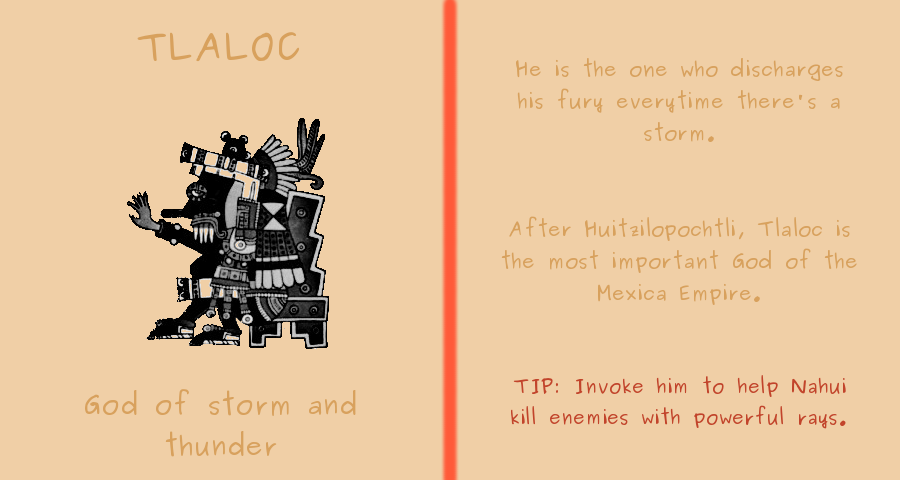 TLALOC
God of storm and
thunder
He is the one who discharges
his fury everytime there's a
storm.
After Huitzilopochtli, Tlaloc is
the most important God of the
Mexica Empire.
TIP: Invoke him to help Nahui
kill enemies with powerful rays.